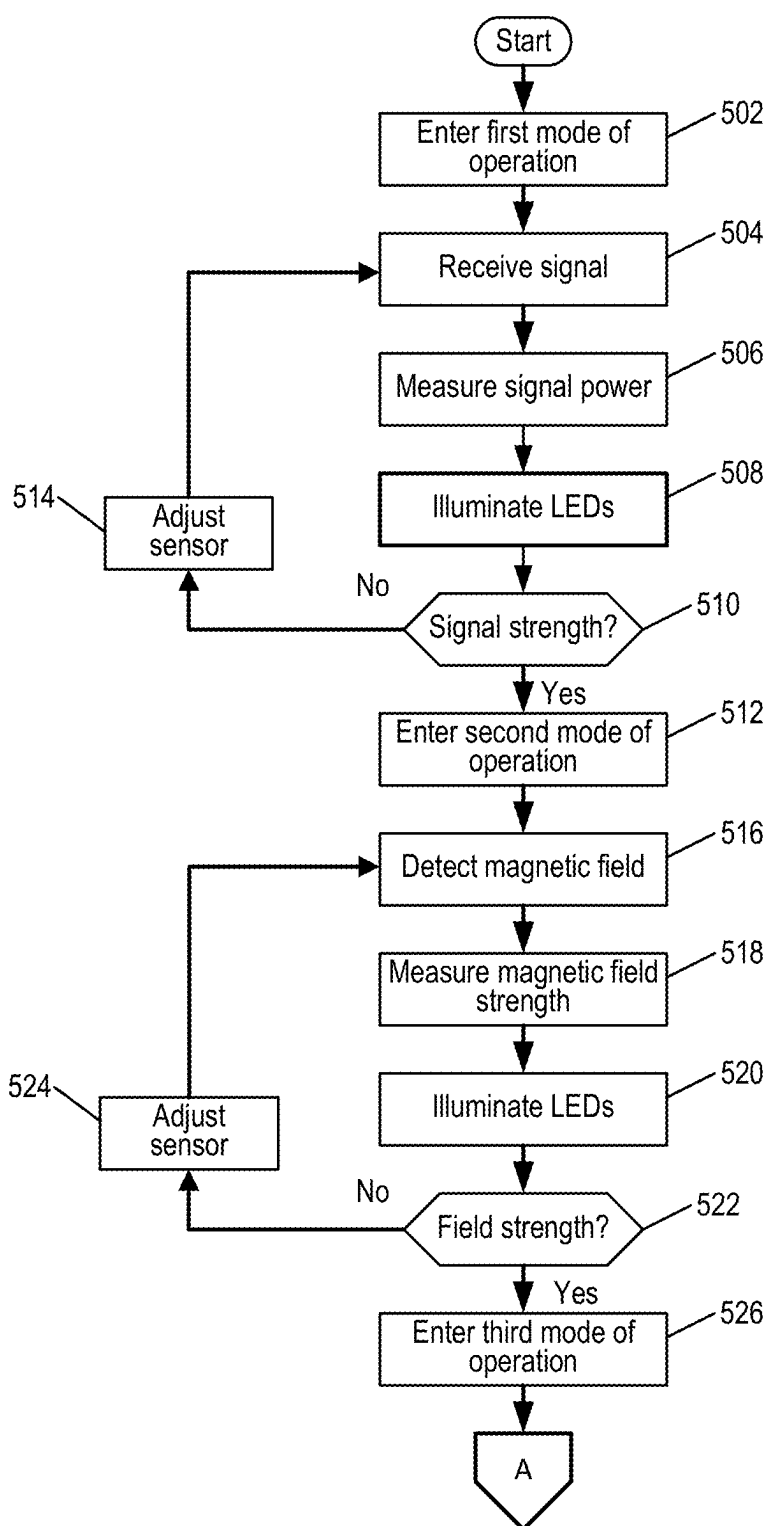 Start
Enter first mode of
operation
502
Receive signal
504
Measure signal power
506
Illuminate LEDs
508
514
Adjust
sensor
No
Signal strength?
510
Yes
Enter second mode of
operation
512
Detect magnetic field
516
Measure magnetic field
strength
518
Illuminate LEDs
520
524
Adjust
sensor
No
Field strength?
522
Yes
Enter third mode of
operation
526
A